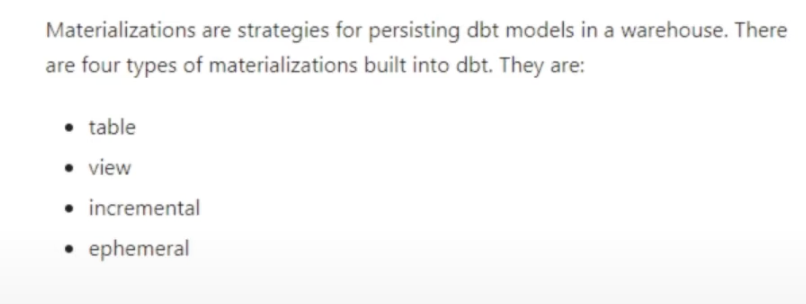 Materializations are strategies for persisting dbt models in a warehouse. There
are four types of materializations built into dbt. They are:
• table
• view
• incremental
• ephemeral